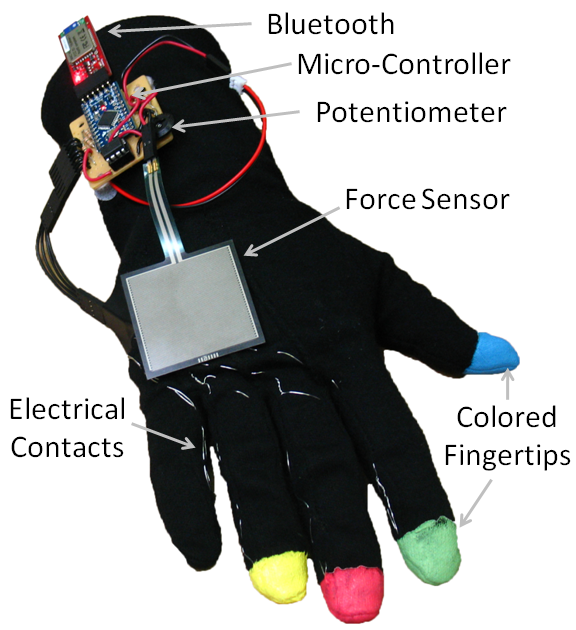 Bluetooth
Micro-Controller
Potentiometer
Force Sensor
Electrical
Contacts
Colored
Fingertips